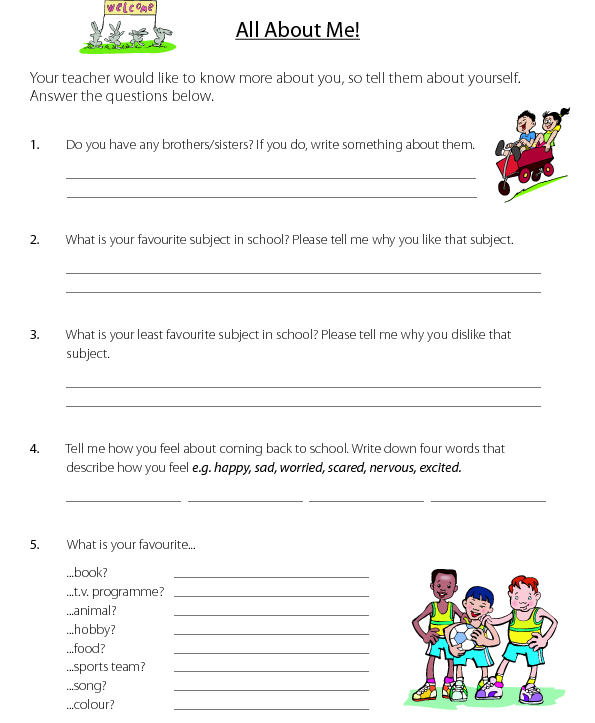 welcome
All About Me!
Your teacher would like to know more about you, so tell them about yourself.
Answer the questions below.
1. Do you have any brothers/sisters? If you do, write something about them.
2. What is your favourite subject in school? Please tell me why you like that subject.
3. What is your least favourite subject in school? Please tell me why you dislike that
subject.
4. Tell me how you feel about coming back to school. Write down four words that
describe how you feel e.g. happy, sad, worried, scared, nervous, excited.
5. What is your favourite...
...book?
...t.v. programme?
...animal?
...hobby?
...food?
...sports team?
...song?
...colour?